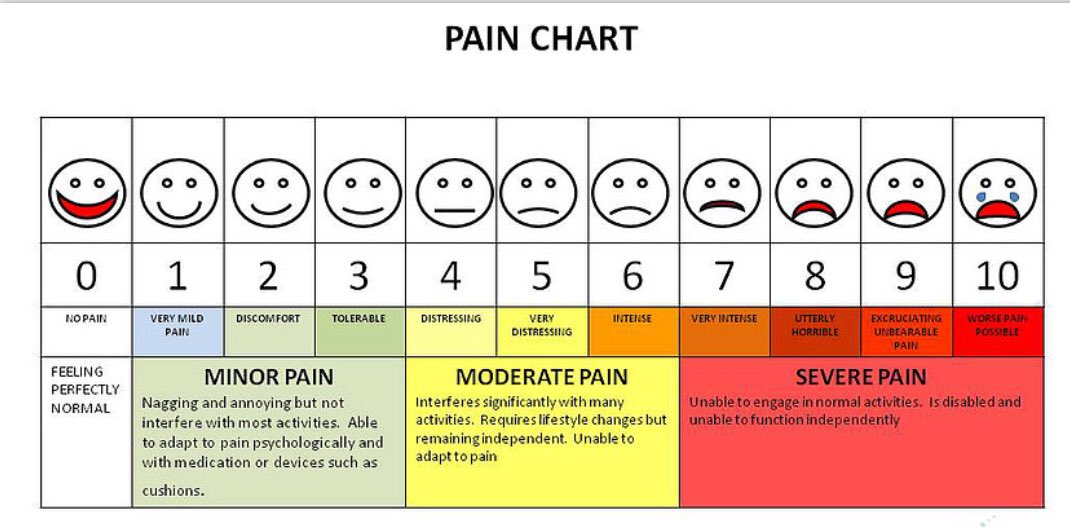 PAIN CHART
0 1 2 3 4 5 6 7 8 9 10
NO PAIN
VERY MILD
PAIN
DISCOMFORT
TOLERABLE
DISTRESSING
VERY
DISTRESSING
INTENSE
VERY INTENSE
UTTERLY
HORRIBLE
EXCRUCIATING
UNBEARABLE
PAIN
WORSE PAIN
POSSIBLE
FEELING
PERFECTLY
NORMAL
MINOR PAIN
Nagging and annoying but not
interfere with most activities. Able
to adapt to pain psychologically and
with medication or devices such as
cushions.
MODERATE PAIN
Interferes significantly with many
activities. Requires lifestyle changes but
remaining independent. Unable to
adapt to pain
SEVERE PAIN
Unable to engage in normal activities. Is disabled and
unable to function independently